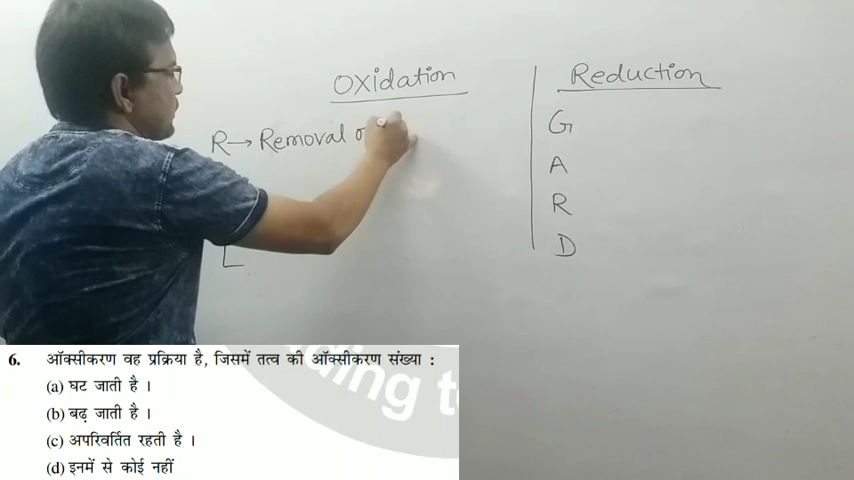 Oxidation
Reduction
R → Removal o
G
A
R
D
L
6. ऑक्सीकरण वह प्रक्रिया है, जिसमें तत्व की ऑक्सीकरण संख्या :
(a) घट जाती है ।
(b) बढ़ जाती है ।
(c) अपरिवर्तित रहती है ।
(d) इनमें से कोई नहीं
ding t